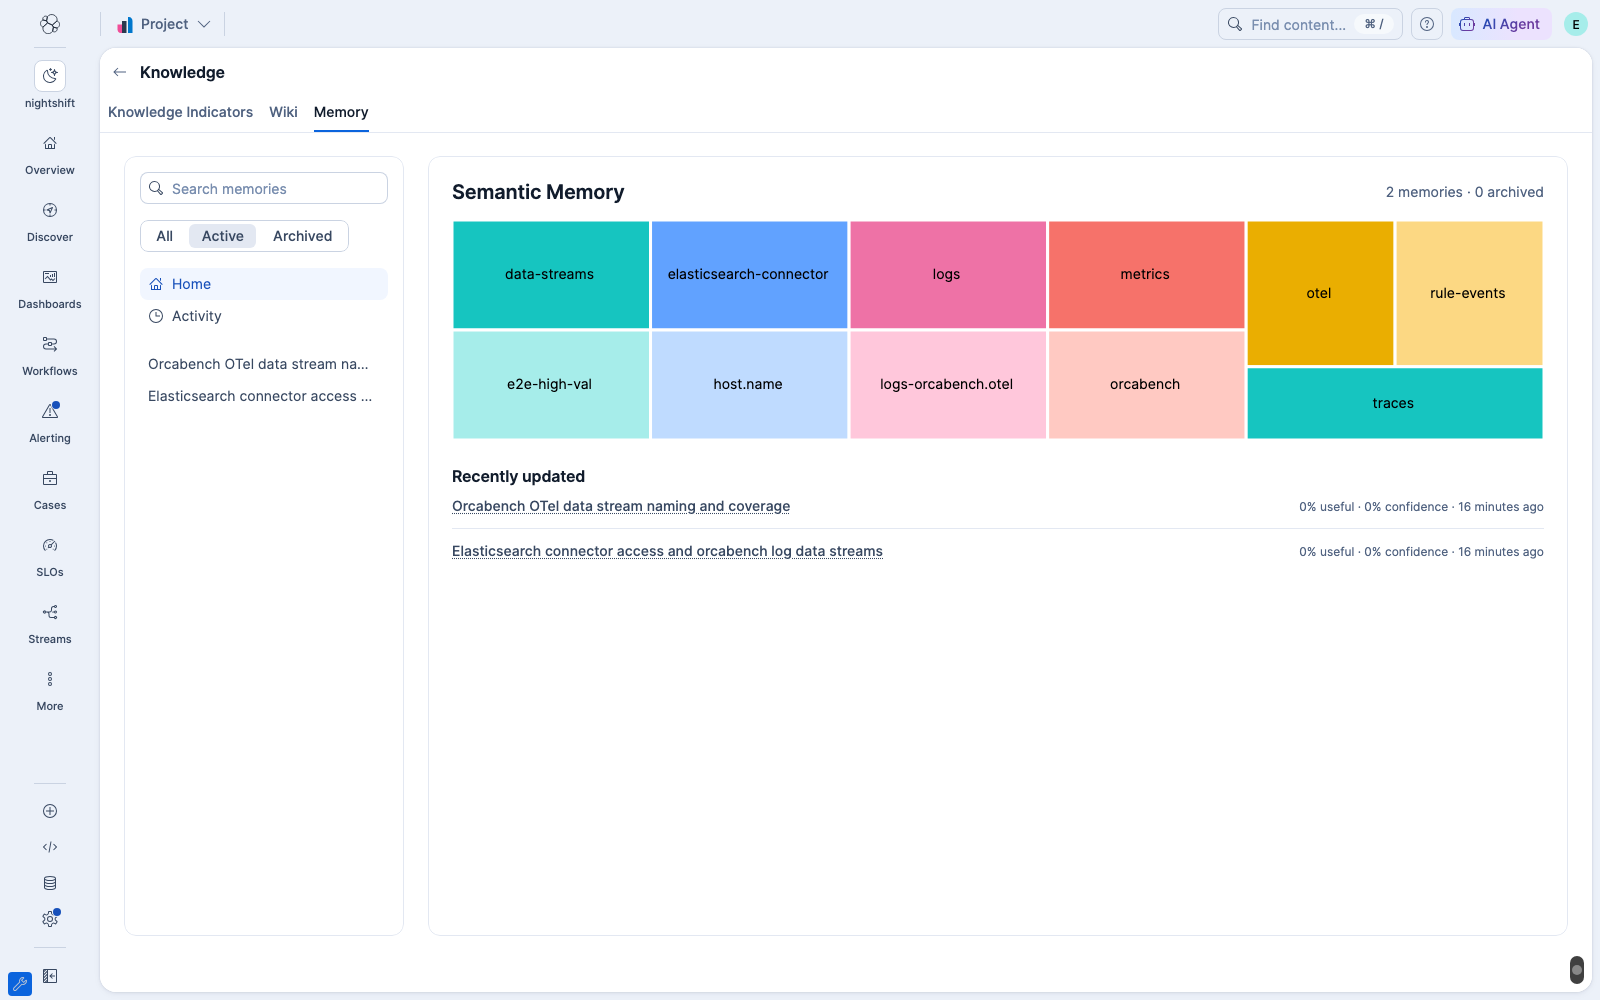 Project
Find content...
⌘ /
AI Agent
E
nightshift
Overview
Discover
Dashboards
Workflows
Alerting
Cases
SLOs
Streams
More
Knowledge
Knowledge Indicators
Wiki
Memory
Search memories
All
Active
Archived
Home
Activity
Orcabench OTel data stream na...
Elasticsearch connector access ...
Semantic Memory
2 memories · 0 archived
data-streams
elasticsearch-connector
logs
metrics
otel
rule-events
e2e-high-val
host.name
logs-orcabench.otel
orcabench
traces
Recently updated
Orcabench OTel data stream naming and coverage
0% useful · 0% confidence · 16 minutes ago
Elasticsearch connector access and orcabench log data streams
0% useful · 0% confidence · 16 minutes ago